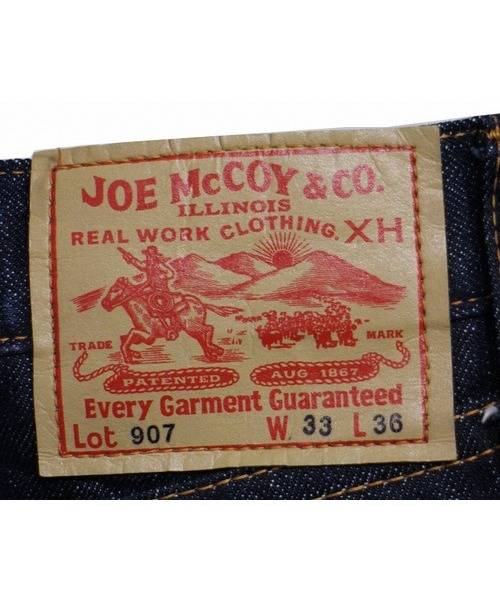 JOE McCOY & CO.
ILLINOIS
REAL WORK CLOTHING. XH
TRADE MARK
PATENTED AUG 1867
Every Garment Guaranteed
Lot 907 W 33 L 36